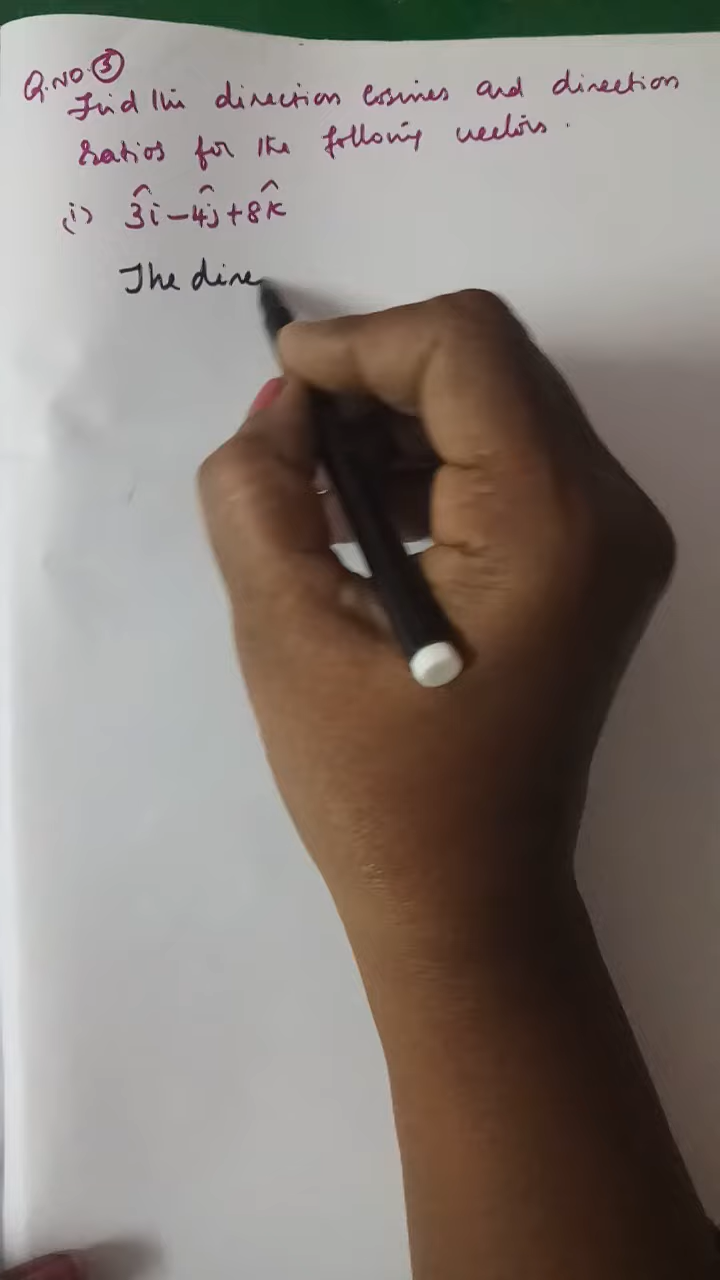 Q.NO. ③
Find the direction cosines and direction
ratios for the following vectors.
(i) 3î-4ĵ+8k̂
The dire